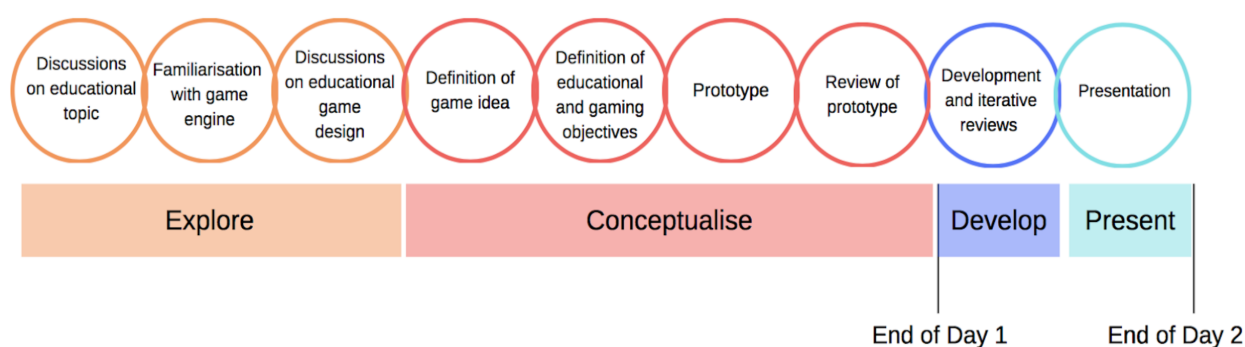 Discussions
on educational
topic
Familiarisation
with game
engine
Discussions
on educational
game
design
Definition of
game idea
Definition of
educational
and gaming
objectives
Prototype
Review of
prototype
Development
and iterative
reviews
Presentation
Explore
Conceptualise
Develop
Present
End of Day 1
End of Day 2